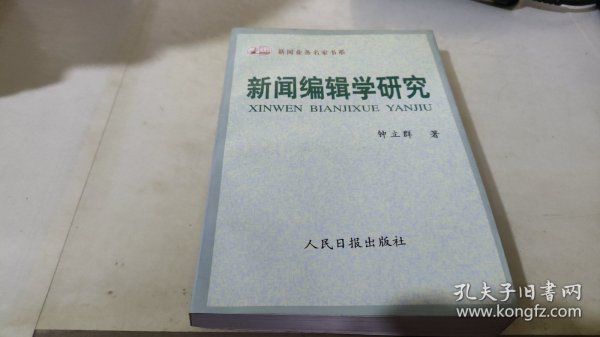 新闻业务名家书系
新闻编辑学研究
XINWEN BIANJIXUE YANJIU
钟立群 著
人民日报出版社
孔夫子旧书网
www.kongfz.com